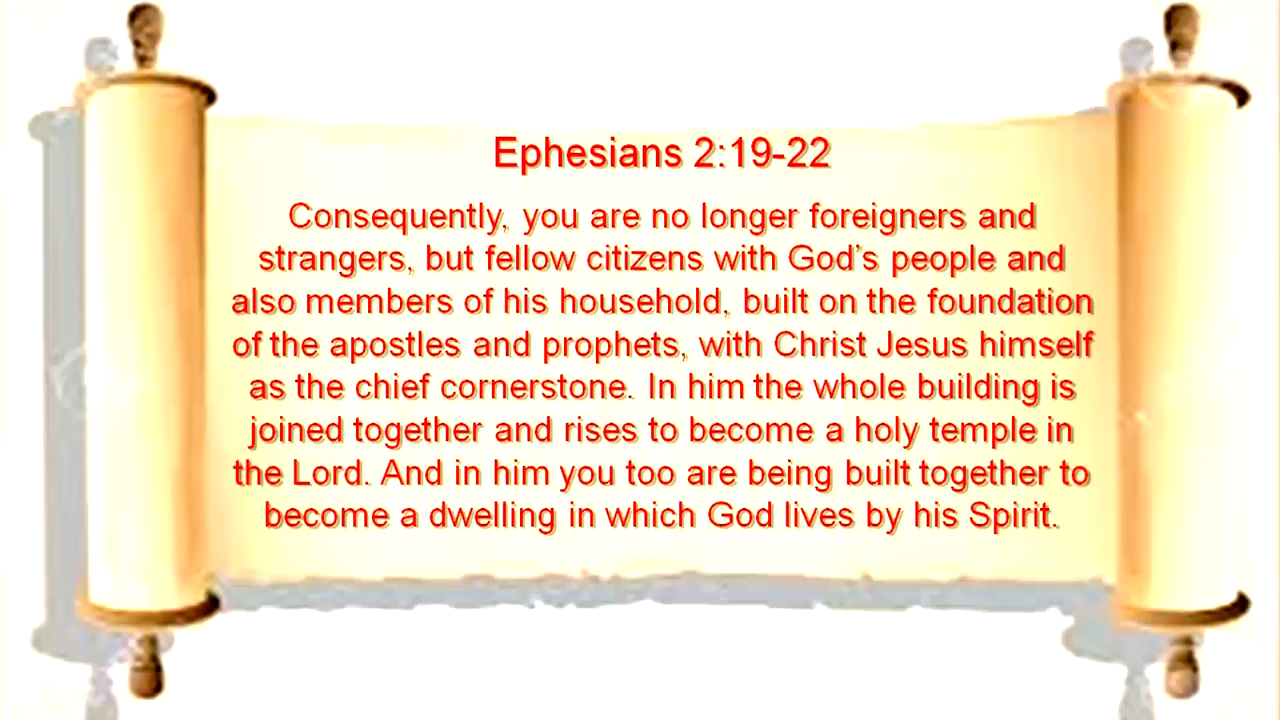 Ephesians 2:19-22
Consequently, you are no longer foreigners and
strangers, but fellow citizens with God’s people and
also members of his household, built on the foundation
of the apostles and prophets, with Christ Jesus himself
as the chief cornerstone. In him the whole building is
joined together and rises to become a holy temple in
the Lord. And in him you too are being built together to
become a dwelling in which God lives by his Spirit.